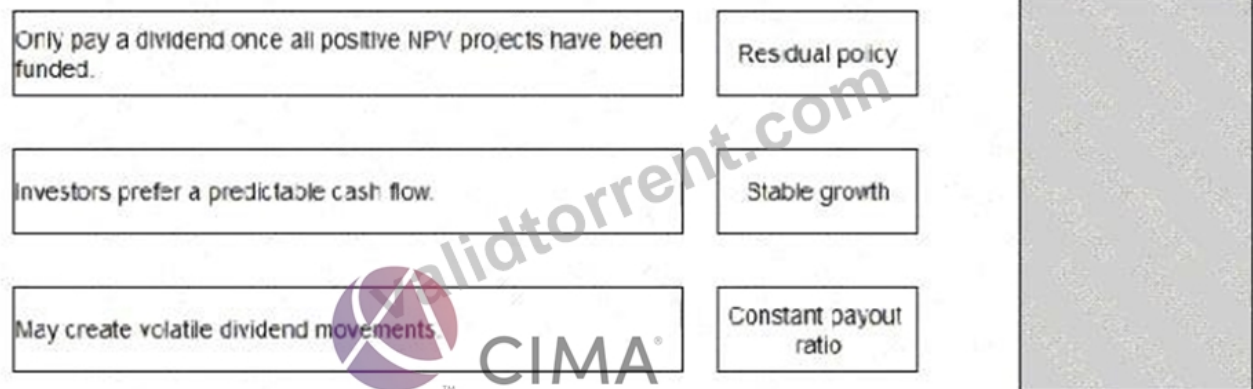 Only pay a dividend once all positive NPV projects have been
funded.
Residual policy
Investors prefer a predictable cash flow.
Stable growth
May create volatile dividend movements.
Constant payout
ratio
validtorrent.com
CIMA®
TM